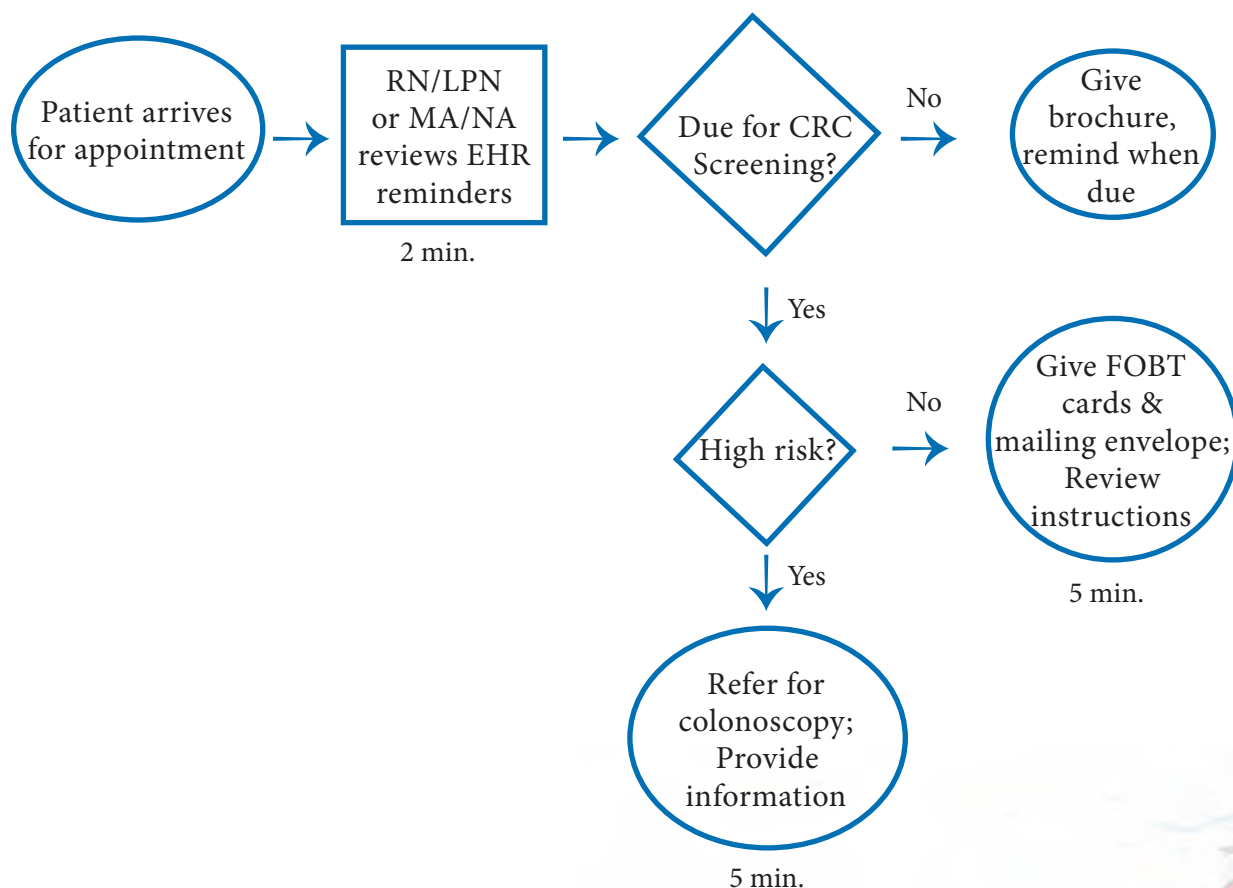 Patient arrives
for appointment
RN/LPN
or MA/NA
reviews EHR
reminders
2 min.
Due for CRC
Screening?
No
Give
brochure,
remind when
due
Yes
High risk?
No
Give FOBT
cards &
mailing envelope;
Review
instructions
5 min.
Yes
Refer for
colonoscopy;
Provide
information
5 min.